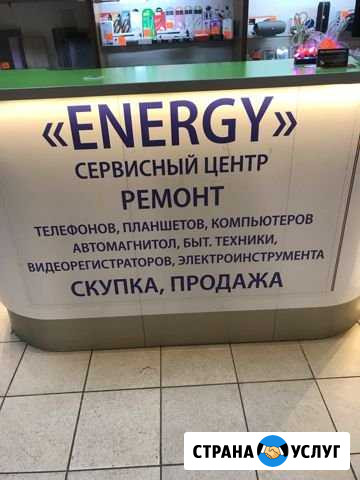 «ENERGY»
СЕРВИСНЫЙ ЦЕНТР
РЕМОНТ
ТЕЛЕФОНОВ, ПЛАНШЕТОВ, КОМПЬЮТЕРОВ
АВТОМАГНИТОЛ, БЫТ. ТЕХНИКИ,
ВИДЕОРЕГИСТРАТОРОВ, ЭЛЕКТРОИНСТРУМЕНТА
СКУПКА, ПРОДАЖА
СТРАНА УСЛУГ